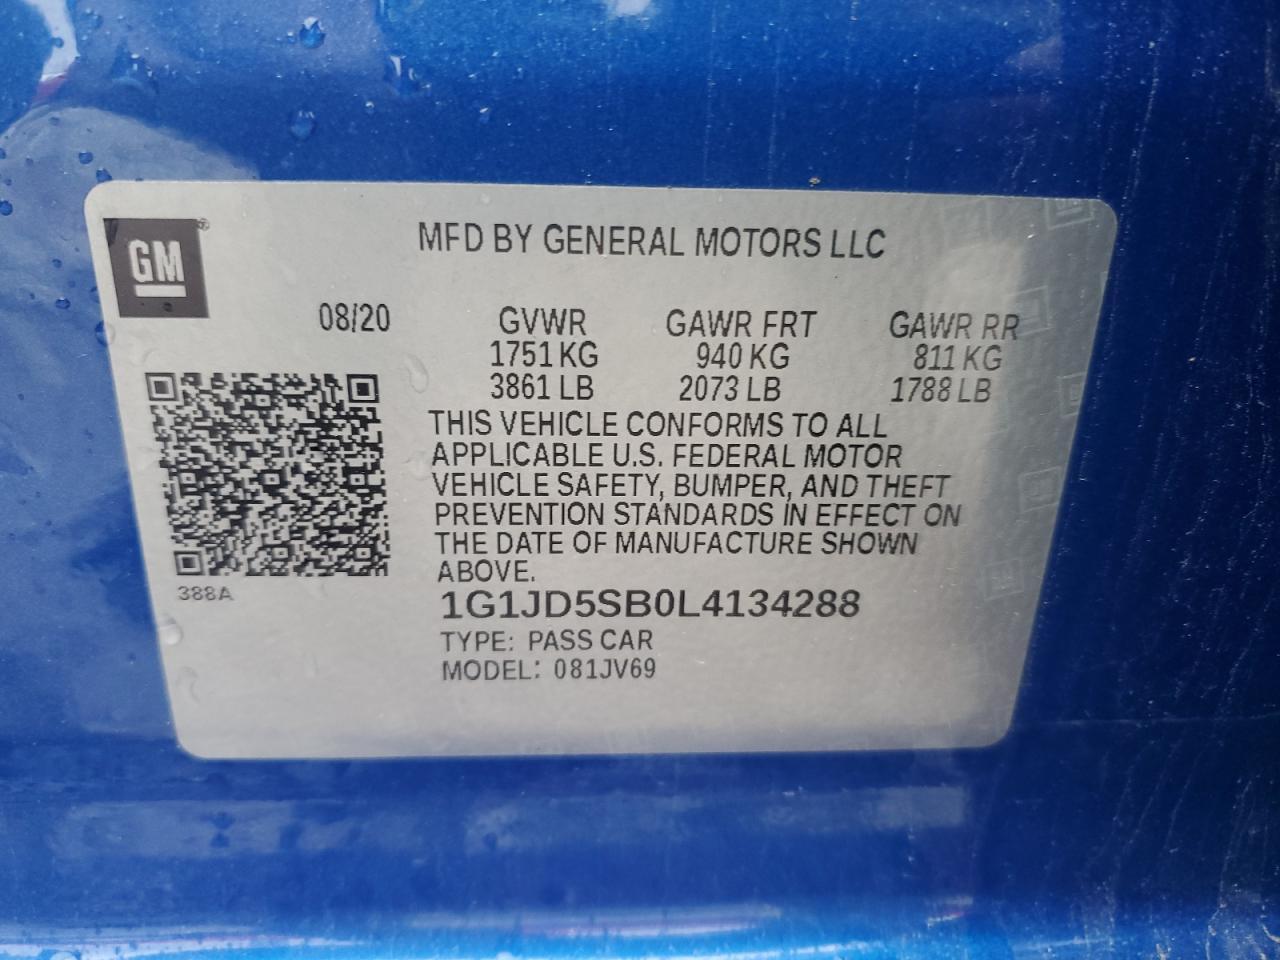 GM
MFD BY GENERAL MOTORS LLC
08/20 GVWR GAWR FRT GAWR RR
1751 KG 940 KG 811 KG
3861 LB 2073 LB 1788 LB
THIS VEHICLE CONFORMS TO ALL
APPLICABLE U.S. FEDERAL MOTOR
VEHICLE SAFETY, BUMPER, AND THEFT
PREVENTION STANDARDS IN EFFECT ON
THE DATE OF MANUFACTURE SHOWN
ABOVE.
388A
1G1JD5SB0L4134288
TYPE: PASS CAR
MODEL: 081JV69